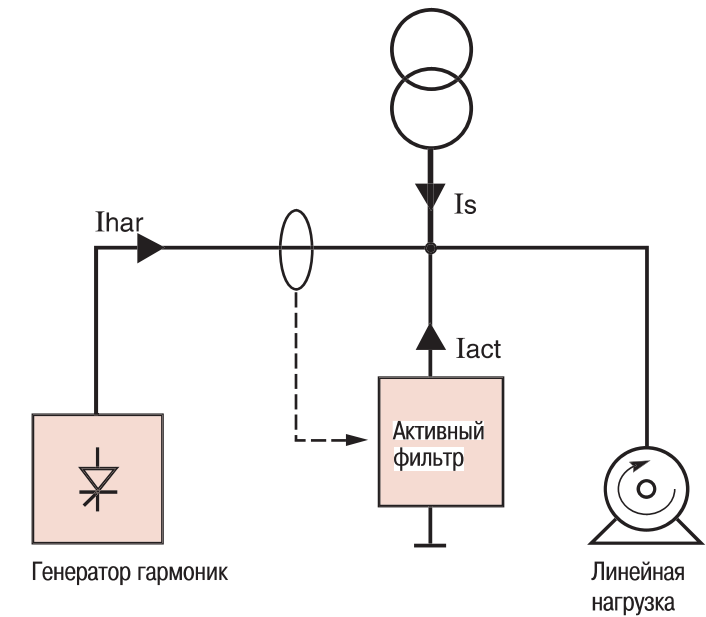 Is
Ihar
Iact
Активный
фильтр
Генератор гармоник
Линейная
нагрузка